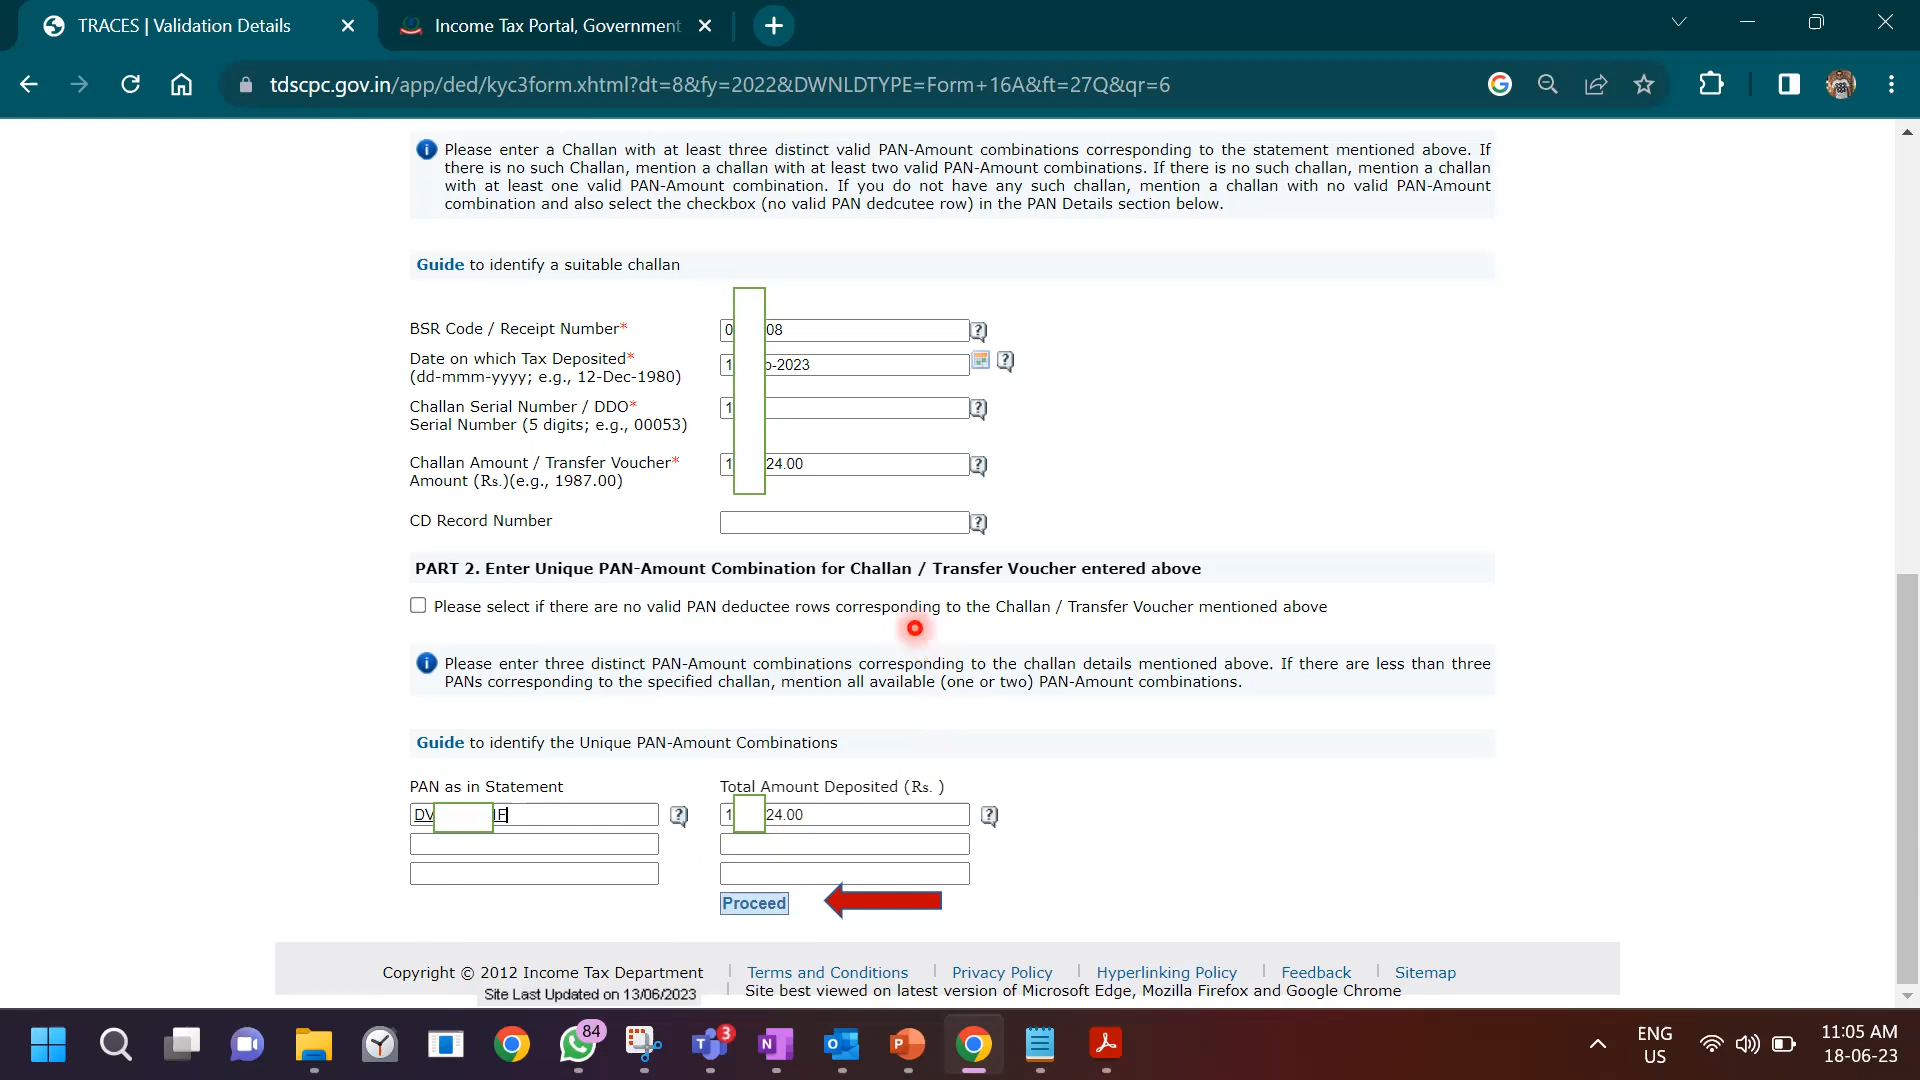 TRACES | Validation Details
Income Tax Portal, Government
tdscpc.gov.in/app/ded/kyc3form.xhtml?dt=8&fy=2022&DWNLDTYPE=Form+16A&ft=27Q&qr=6
Please enter a Challan with at least three distinct valid PAN-Amount combinations corresponding to the statement mentioned above. If
there is no such Challan, mention a challan with at least two valid PAN-Amount combinations. If there is no such challan, mention a challan
with at least one valid PAN-Amount combination. If you do not have any such challan, mention a challan with no valid PAN-Amount
combination and also select the checkbox (no valid PAN dedcutee row) in the PAN Details section below.
Guide to identify a suitable challan
BSR Code / Receipt Number*
0 08
Date on which Tax Deposited*
(dd-mmm-yyyy; e.g., 12-Dec-1980)
1 -2023
Challan Serial Number / DDO*
Serial Number (5 digits; e.g., 00053)
1
Challan Amount / Transfer Voucher*
Amount (Rs.)(e.g., 1987.00)
1 24.00
CD Record Number
PART 2. Enter Unique PAN-Amount Combination for Challan / Transfer Voucher entered above
Please select if there are no valid PAN deductee rows corresponding to the Challan / Transfer Voucher mentioned above
Please enter three distinct PAN-Amount combinations corresponding to the challan details mentioned above. If there are less than three
PANs corresponding to the specified challan, mention all available (one or two) PAN-Amount combinations.
Guide to identify the Unique PAN-Amount Combinations
PAN as in Statement
Total Amount Deposited (Rs. )
DV F
1 24.00
Proceed
Copyright © 2012 Income Tax Department
Terms and Conditions
Privacy Policy
Hyperlinking Policy
Feedback
Sitemap
Site Last Updated on 13/06/2023
Site best viewed on latest version of Microsoft Edge, Mozilla Firefox and Google Chrome
84
3
ENG
US
11:05 AM
18-06-23